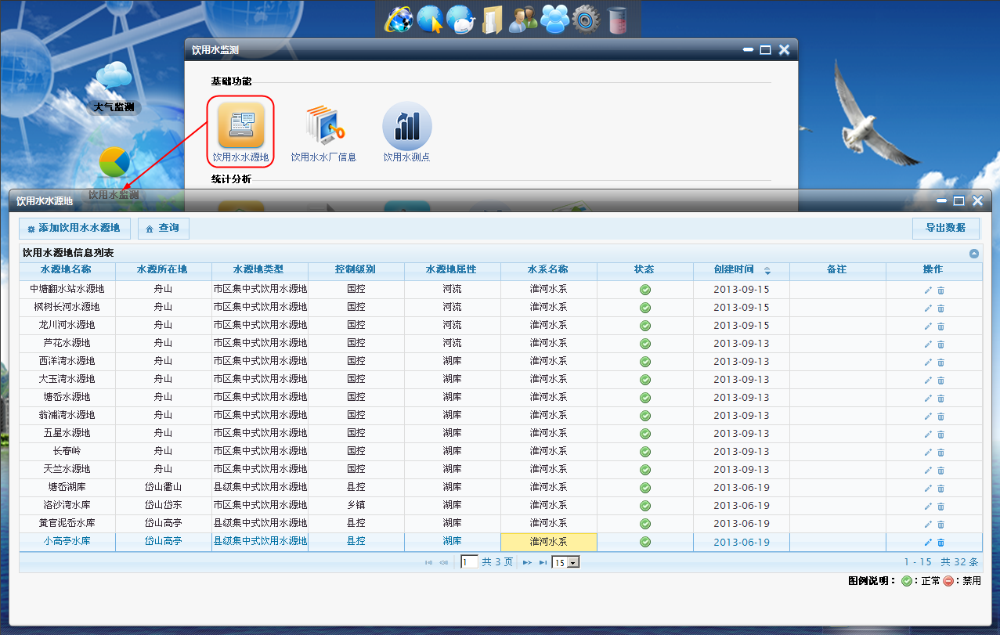 饮用水监测
基础功能
大气监测
饮用水水源地 饮用水水厂信息 饮用水测点
统计分析
饮用水监测
饮用水水源地
添加饮用水水源地 查询 导出数据
饮用水源地信息列表
水源地名称 水源所在地 水源地类型 控制级别 水源地属性 水系名称 状态 创建时间 备注 操作
中塘翻水站水源地 舟山 市区集中式饮用水源地 国控 河流 淮河水系 2013-09-15
枫树长河水源地 舟山 市区集中式饮用水源地 国控 河流 淮河水系 2013-09-15
龙川河水源地 舟山 市区集中式饮用水源地 国控 河流 淮河水系 2013-09-15
芦花水源地 舟山 市区集中式饮用水源地 国控 河流 淮河水系 2013-09-13
西洋湾水源地 舟山 市区集中式饮用水源地 国控 湖库 淮河水系 2013-09-13
大玉湾水源地 舟山 市区集中式饮用水源地 国控 湖库 淮河水系 2013-09-13
塘岙水源地 舟山 市区集中式饮用水源地 国控 湖库 淮河水系 2013-09-13
翁浦湾水源地 舟山 市区集中式饮用水源地 国控 湖库 淮河水系 2013-09-13
五星水源地 舟山 市区集中式饮用水源地 国控 湖库 淮河水系 2013-09-13
长春岭 舟山 市区集中式饮用水源地 国控 湖库 淮河水系 2013-09-13
天竺水源地 舟山 市区集中式饮用水源地 国控 湖库 淮河水系 2013-09-13
塘岙湖库 岱山衢山 县级集中式饮用水源地 县控 湖库 淮河水系 2013-06-19
洛沙湾水库 岱山岱东 市区集中式饮用水源地 乡镇 湖库 淮河水系 2013-06-19
黄官泥岙水库 岱山高亭 县级集中式饮用水源地 县控 湖库 淮河水系 2013-06-19
小高亭水库 岱山高亭 县级集中式饮用水源地 县控 湖库 淮河水系 2013-06-19
1 共 3 页 15 1 - 15 共 32 条
图例说明：：正常 ：禁用